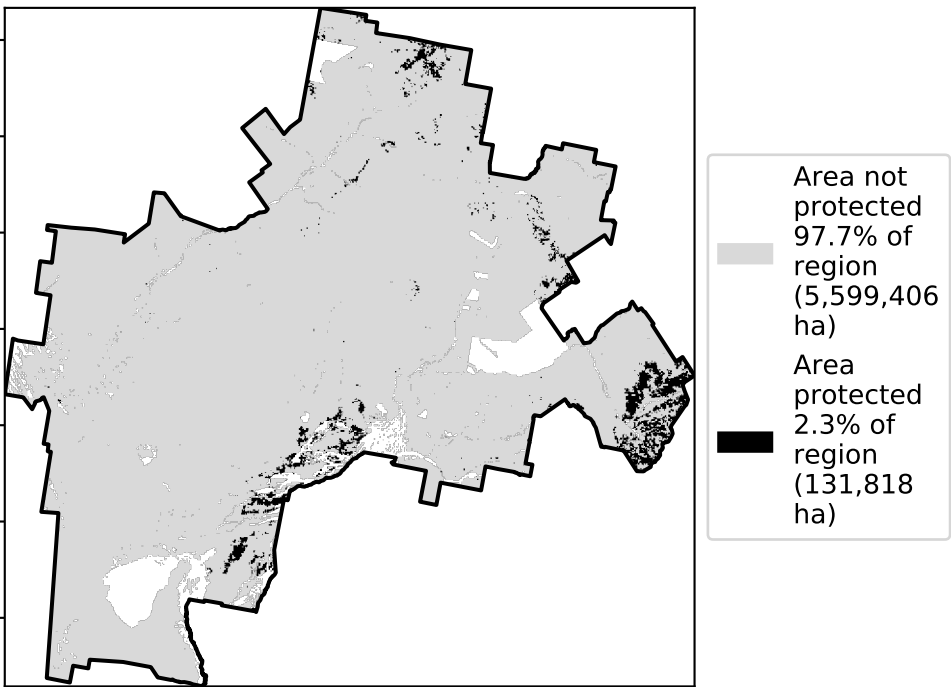 Area not
protected
97.7% of
region
(5,599,406
ha)
Area
protected
2.3% of
region
(131,818
ha)